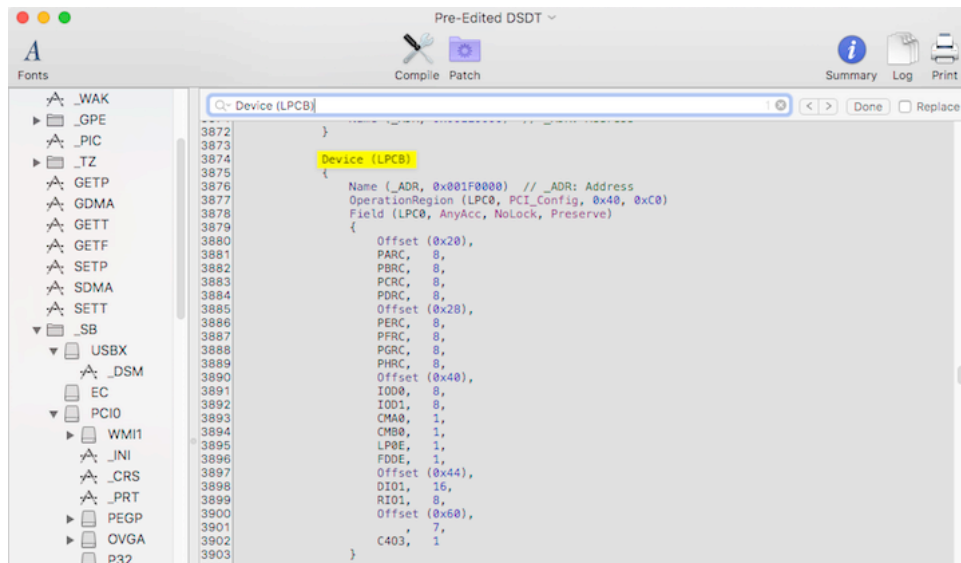 Pre-Edited DSDT
A
Fonts
Compile Patch
Summary Log Print
_WAK
_GPE
_PIC
_TZ
GETP
GDMA
GETT
GETF
SETP
SDMA
SETT
_SB
USBX
_DSM
EC
PCI0
WMI1
_INI
_CRS
_PRT
PEGP
OVGA
P32
Device (LPCB) 1 < > Done Replace
3872 }
3873
3874 Device (LPCB)
3875 {
3876 Name (_ADR, 0x001F0000) // _ADR: Address
3877 OperationRegion (LPC0, PCI_Config, 0x40, 0xC0)
3878 Field (LPC0, AnyAcc, NoLock, Preserve)
3879 {
3880 Offset (0x20),
3881 PARC, 8,
3882 PBRC, 8,
3883 PCRC, 8,
3884 PDRC, 8,
3885 Offset (0x28),
3886 PERC, 8,
3887 PFRC, 8,
3888 PGRC, 8,
3889 PHRC, 8,
3890 Offset (0x40),
3891 IOD0, 8,
3892 IOD1, 8,
3893 CMA0, 1,
3894 CMB0, 1,
3895 LP0E, 1,
3896 FDDE, 1,
3897 Offset (0x44),
3898 DIO1, 16,
3899 RIO1, 8,
3900 Offset (0x60),
3901 , 7,
3902 C403, 1
3903 }